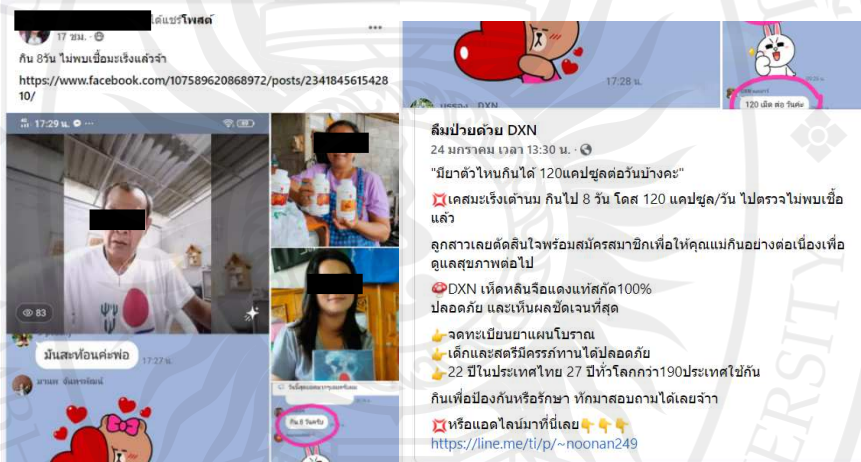 ได้แชร์โพสต์
17 ชม.
กิน 8วัน ไม่พบเชื้อมะเร็งแล้วจ้า
https://www.facebook.com/107589620868972/posts/2341845615428
10/
17:29 น.
83
มันสะท้อนค่ะพ่อ
17:27 น.
กิน 8 วันครับ
17:28 น.
DXN
120 เม็ด ต่อ วันค่ะ
ลืมป่วยด้วย DXN
24 มกราคม เวลา 13:30 น. ·
"มียาตัวไหนกินได้ 120แคปซูลต่อวันบ้างคะ"
💢เคสมะเร็งเต้านม กินไป 8 วัน โดส 120 แคปซูล/วัน ไปตรวจไม่พบเชื้อ
แล้ว
ลูกสาวเลยตัดสินใจพร้อมสมัครสมาชิกเพื่อให้คุณแม่กินอย่างต่อเนื่องเพื่อ
ดูแลสุขภาพต่อไป
🍄DXN เห็ดหลินจือแดงแท้สกัด100%
ปลอดภัย และเห็นผลชัดเจนที่สุด
👉จดทะเบียนยาแผนโบราณ
👉เด็กและสตรีมีครรภ์ทานได้ปลอดภัย
👉22 ปีในประเทศไทย 27 ปีทั่วโลกกว่า190ประเทศใช้กัน
กินเพื่อป้องกันหรือรักษา ทักมาสอบถามได้เลยจ้าา
💢หรือแอดไลน์มาที่นี่เลย👇👇👇
https://line.me/ti/p/~noonan249
ERSITY